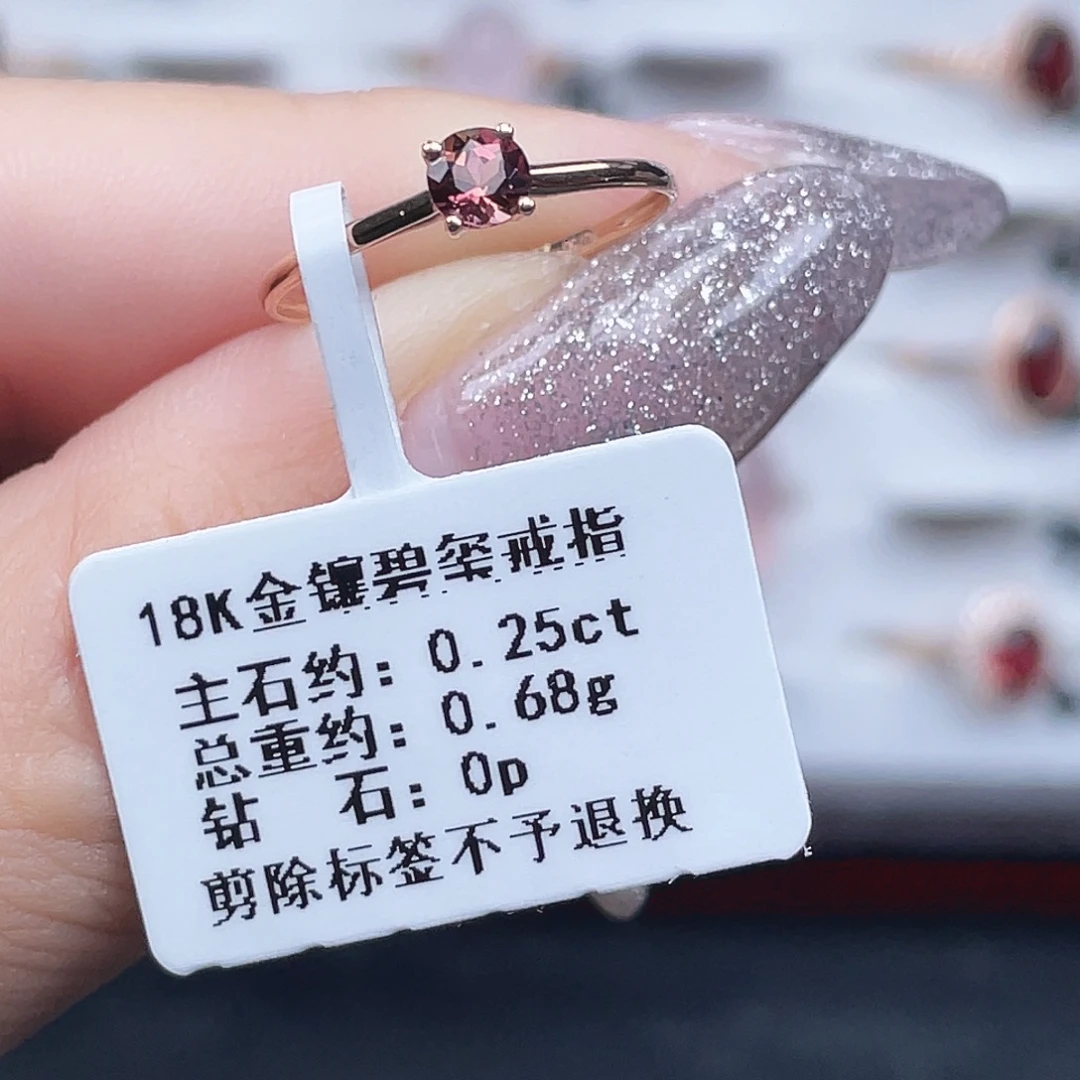 18K金镶碧玺戒指
主石约: 0.25ct
总重约: 0.68g
钻 石: 0p
剪除标签不予退换